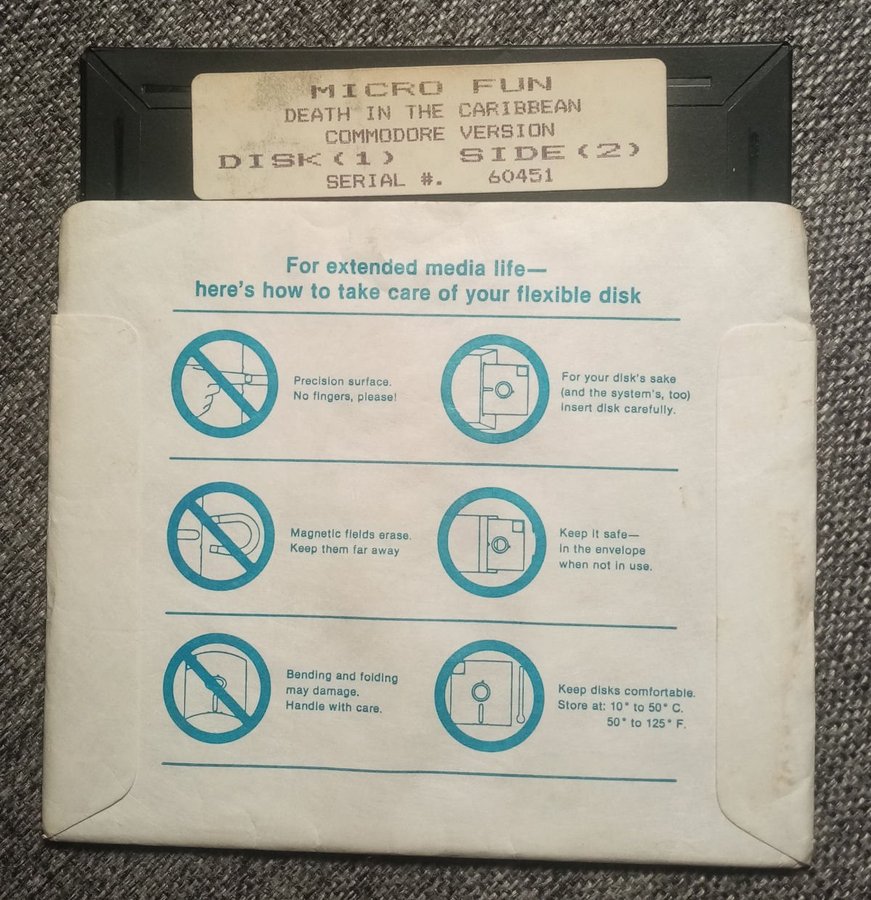 MICRO FUN
DEATH IN THE CARIBBEAN
COMMODORE VERSION
DISK(1) SIDE(2)
SERIAL #. 60451
For extended media life—
here's how to take care of your flexible disk
Precision surface.
No fingers, please!
For your disk's sake
(and the system's, too)
insert disk carefully.
Magnetic fields erase.
Keep them far away
Keep it safe—
in the envelope
when not in use.
Bending and folding
may damage.
Handle with care.
Keep disks comfortable.
Store at: 10° to 50° C.
50° to 125° F.